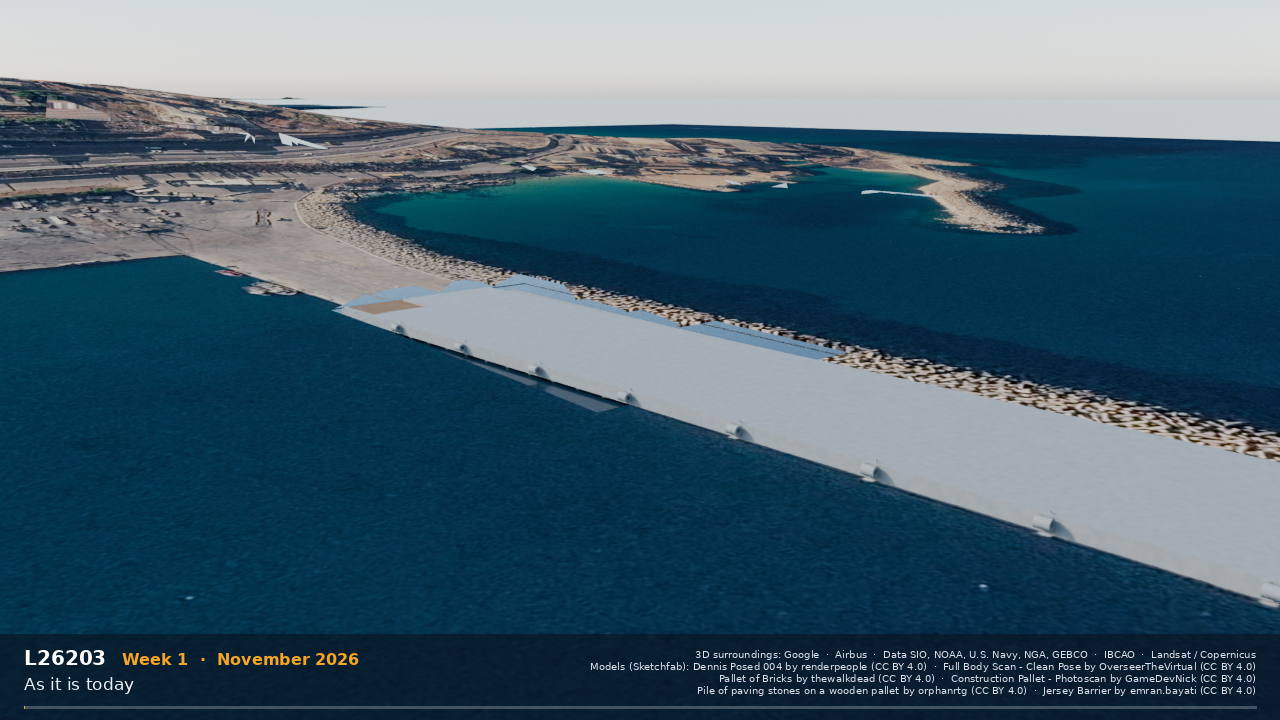 L26203 Week 1 · November 2026
As it is today
3D surroundings: Google · Airbus · Data SIO, NOAA, U.S. Navy, NGA, GEBCO · IBCAO · Landsat / Copernicus
Models (Sketchfab): Dennis Posed 004 by renderpeople (CC BY 4.0) · Full Body Scan - Clean Pose by OverseerTheVirtual (CC BY 4.0)
Pallet of Bricks by thewalkdead (CC BY 4.0) · Construction Pallet - Photoscan by GameDevNick (CC BY 4.0)
Pile of paving stones on a wooden pallet by orphanrtg (CC BY 4.0) · Jersey Barrier by emran.bayati (CC BY 4.0)